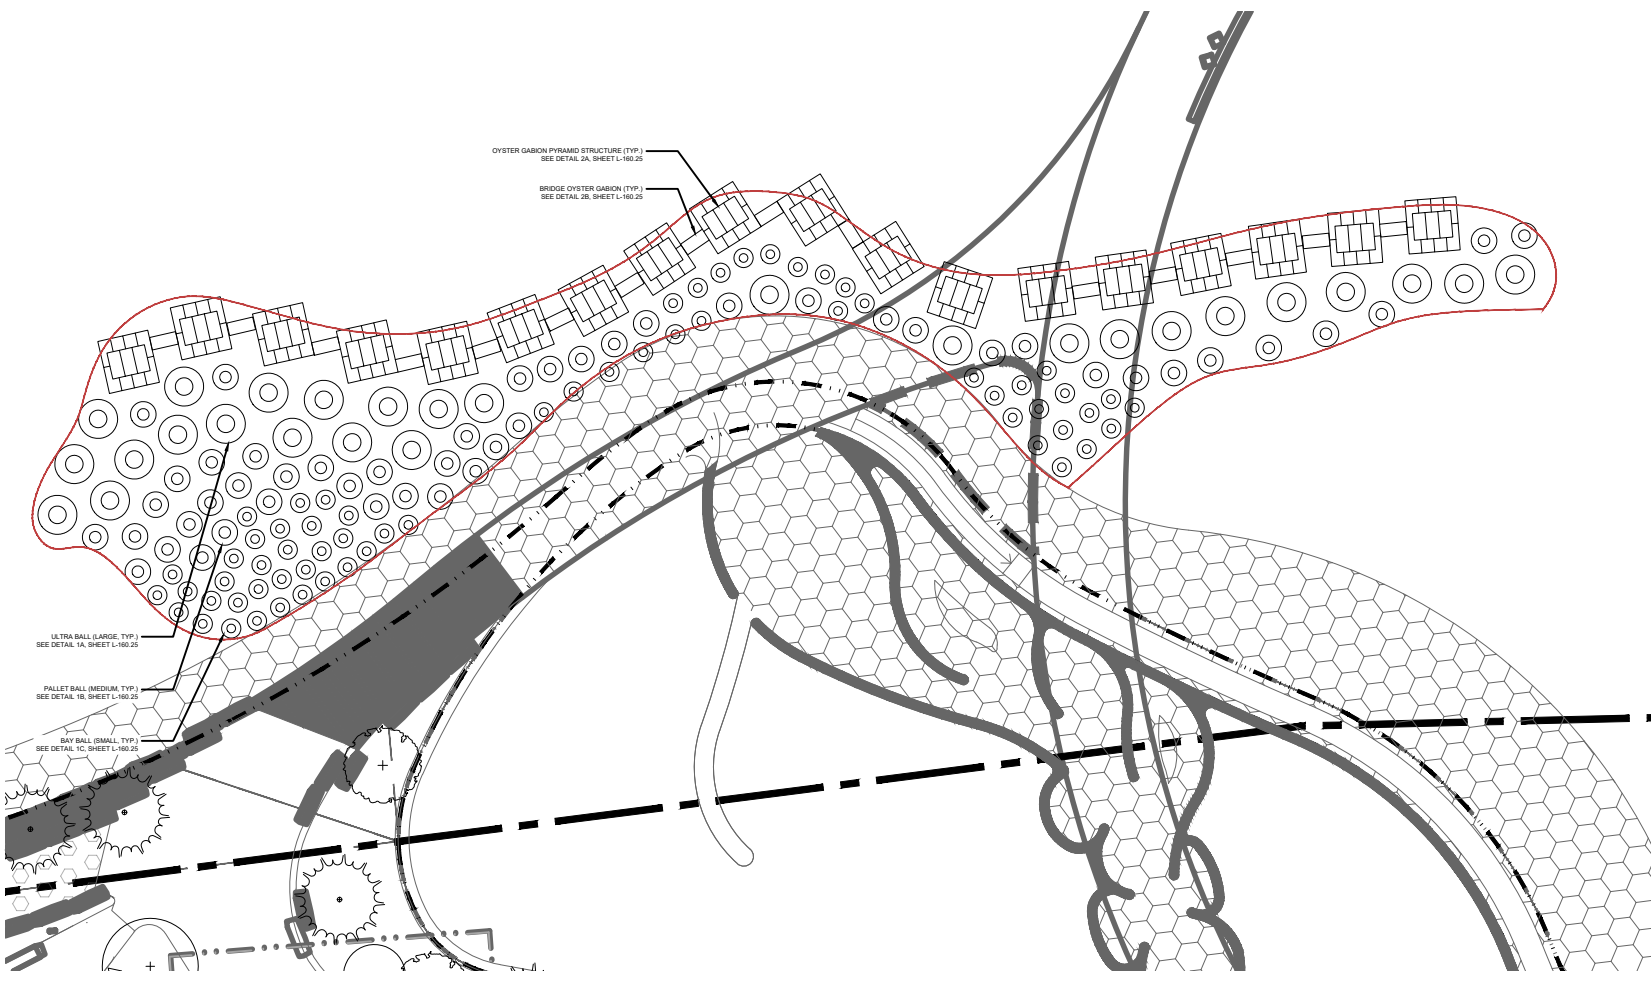 OYSTER GABION PYRAMID STRUCTURE (TYP.)
SEE DETAIL 2A, SHEET L-160.25
BRIDGE OYSTER GABION (TYP.)
SEE DETAIL 2B, SHEET L-160.25
ULTRA BALL (LARGE, TYP.)
SEE DETAIL 1A, SHEET L-160.25
PALLET BALL (MEDIUM, TYP.)
SEE DETAIL 1B, SHEET L-160.25
BAY BALL (SMALL, TYP.)
SEE DETAIL 1C, SHEET L-160.25